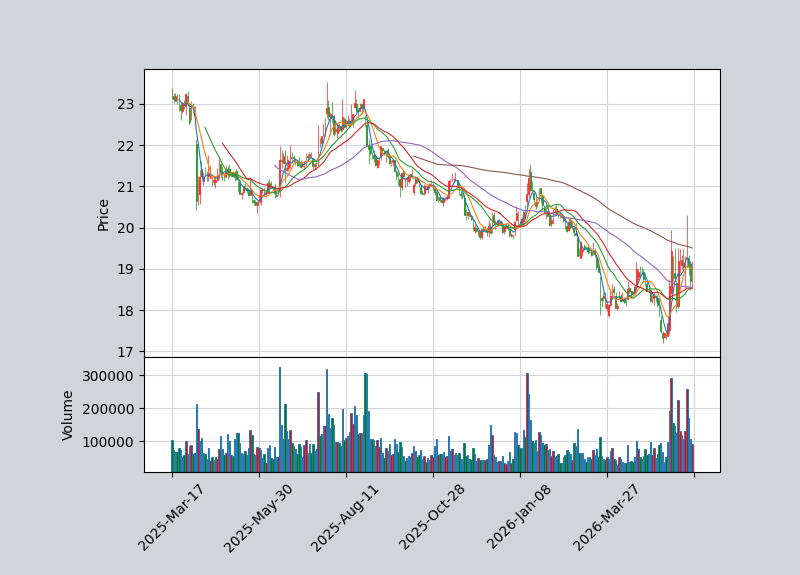 Price
23
22
21
20
19
18
17
Volume
300000
200000
100000
2025-Mar-17
2025-May-30
2025-Aug-11
2025-Oct-28
2026-Jan-08
2026-Mar-27